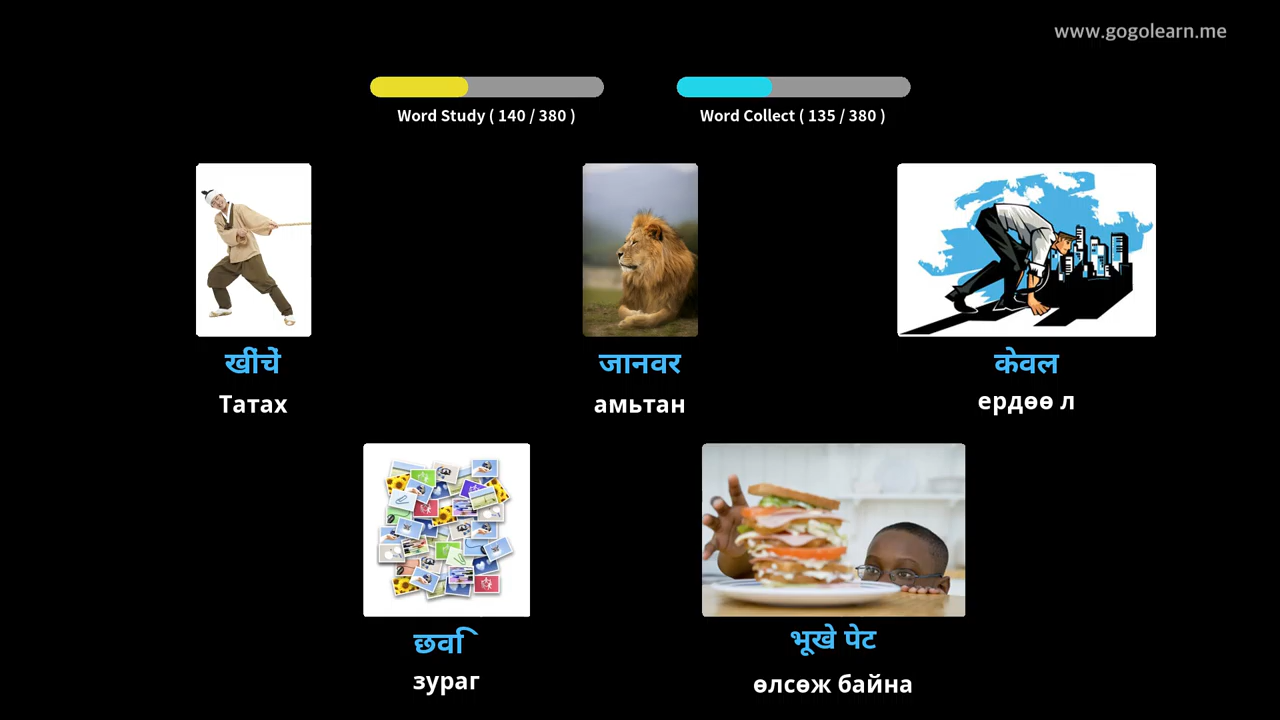 www.gogolearn.me
Word Study ( 140 / 380 )
Word Collect ( 135 / 380 )
खींचें
जानवर
केवल
Татах
амьтан
ердөө л
छवि
भूखे पेट
зураг
өлсөж байна